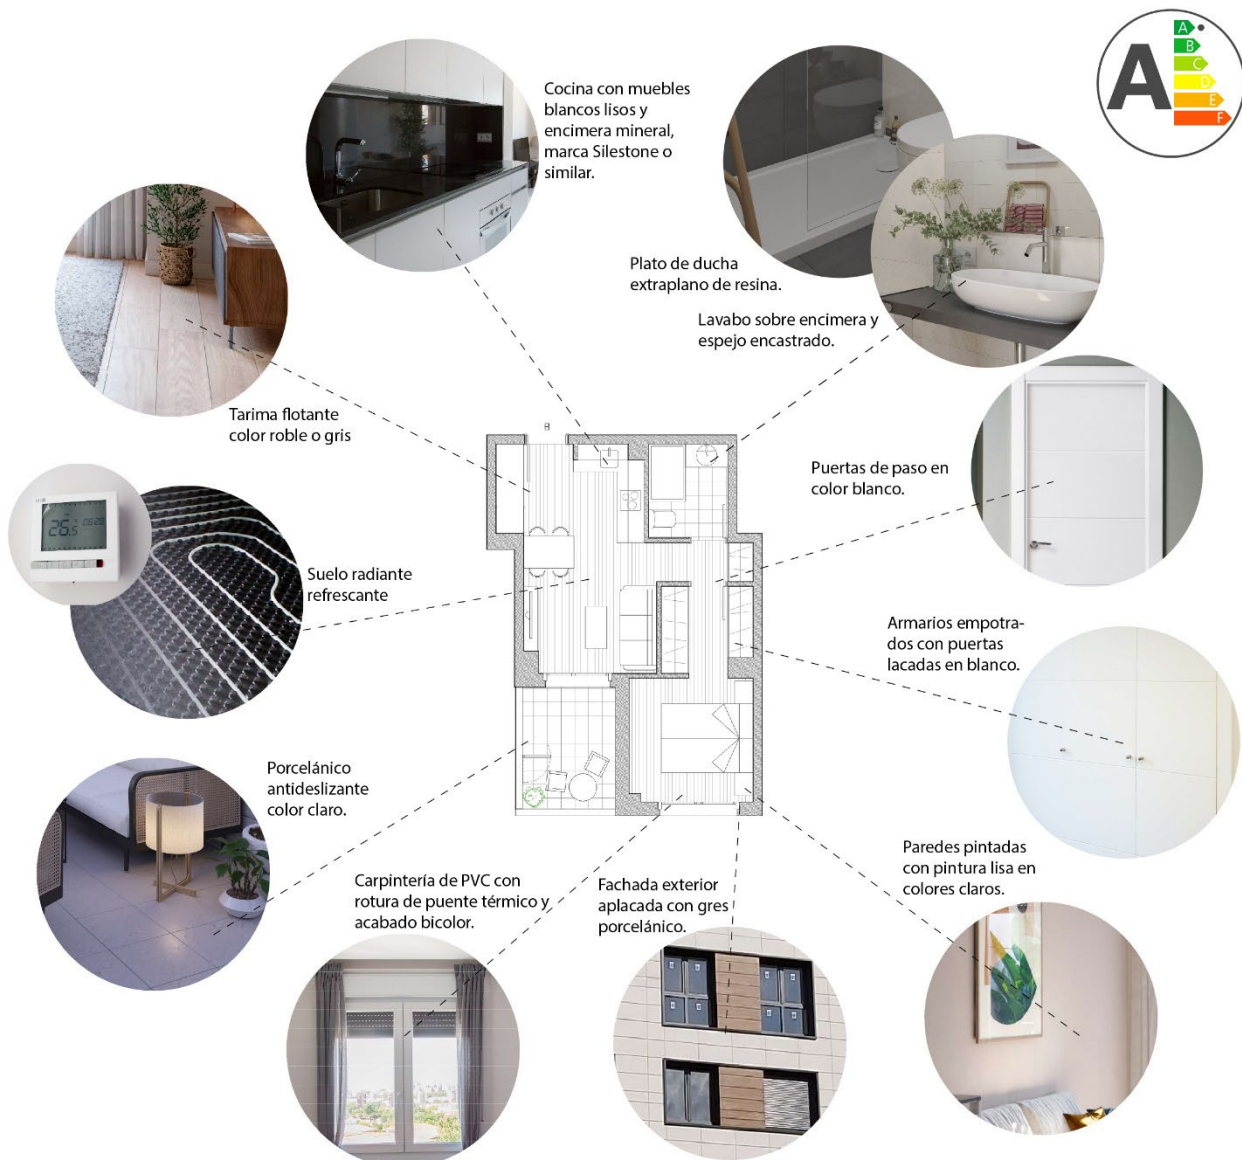 A
A
B
C
D
E
F
Cocina con muebles
blancos lisos y
encimera mineral,
marca Silestone o
similar.
Plato de ducha
extraplano de resina.
Lavabo sobre encimera y
espejo encastrado.
Tarima flotante
color roble o gris
Puertas de paso en
color blanco.
26.5
Suelo radiante
refrescante
Armarios empotra-
dos con puertas
lacadas en blanco.
Porcelánico
antideslizante
color claro.
Paredes pintadas
con pintura lisa en
colores claros.
Carpintería de PVC con
rotura de puente térmico y
acabado bicolor.
Fachada exterior
aplacada con gres
porcelánico.